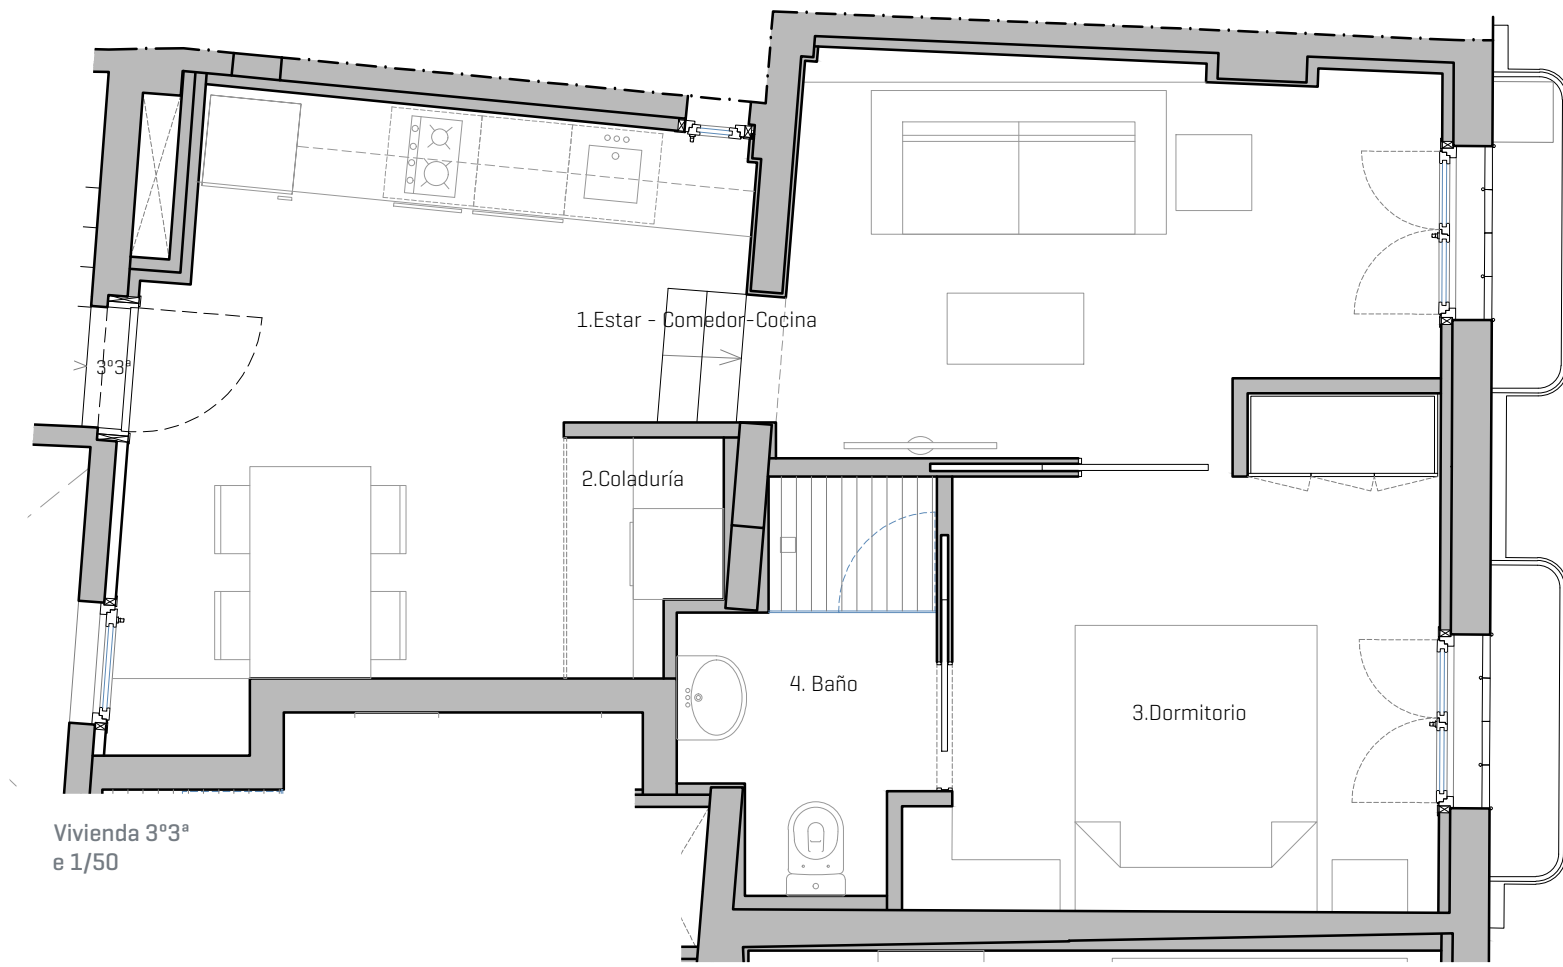 1.Estar - Comedor-Cocina
3º3ª
2.Coladuría
4. Baño
3.Dormitorio
Vivienda 3º3ª
e 1/50